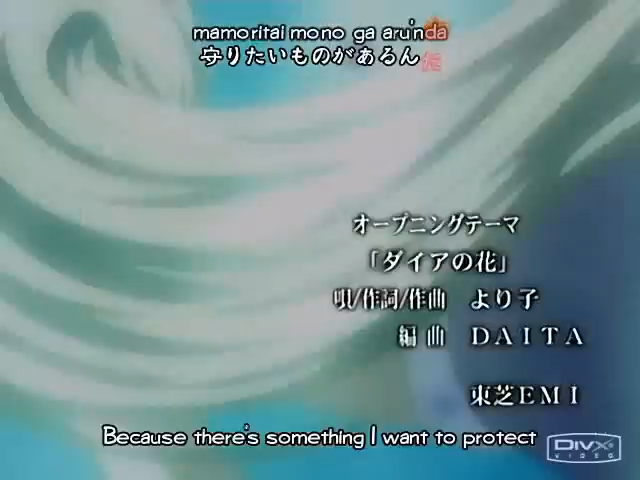 mamoritai mono ga aru'nda
守りたいものがあるんだ
オープニングテーマ
「ダイアの花」
唄/作詞/作曲 より子
編曲 DAITA
東芝EMI
Because there's something I want to protect
DivX
VIDEO